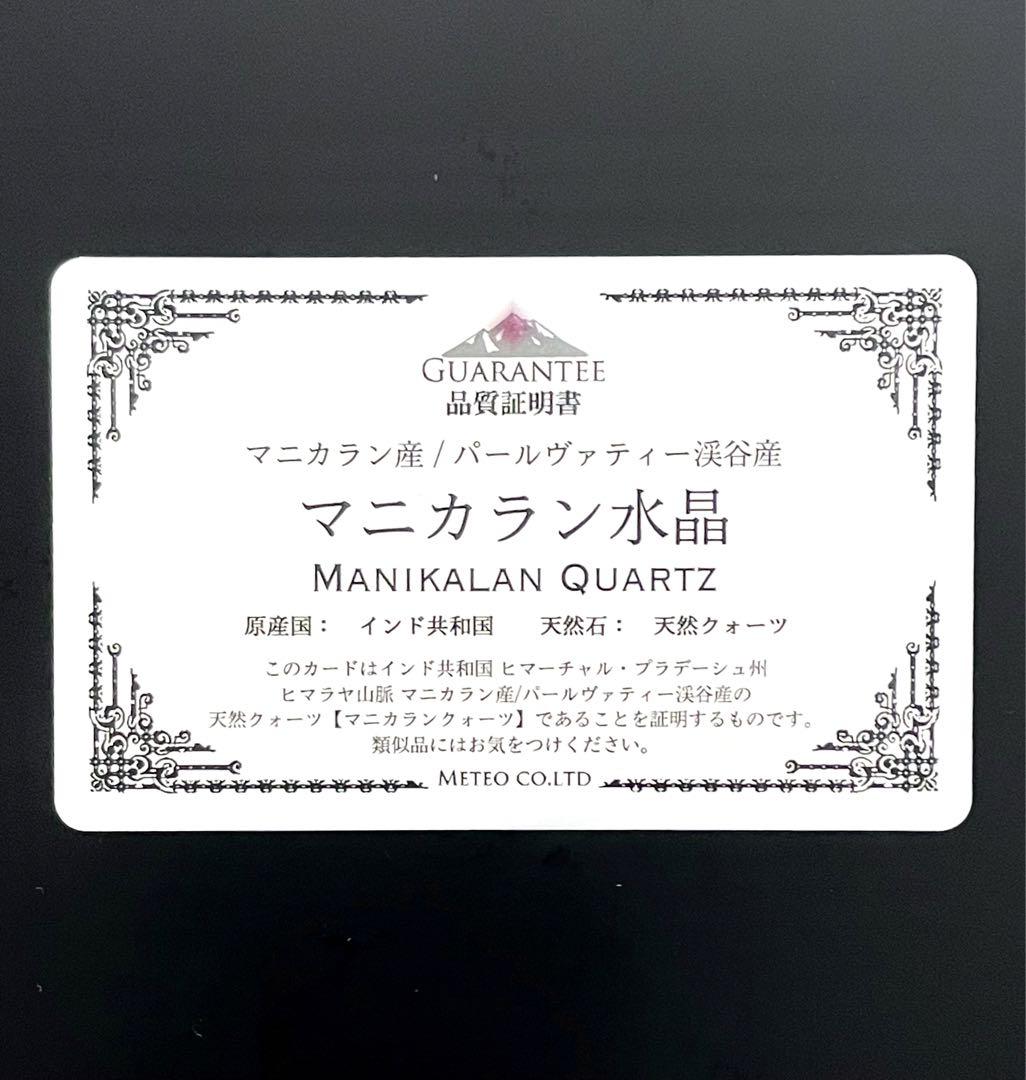 GUARANTEE
品質証明書
マニカラン産 / パールヴァティー渓谷産
マニカラン水晶
MANIKALAN QUARTZ
原産国： インド共和国 天然石： 天然クォーツ
このカードはインド共和国 ヒマーチャル・プラデーシュ州
ヒマラヤ山脈 マニカラン産/パールヴァティー渓谷産の
天然クォーツ【マニカランクォーツ】であることを証明するものです。
類似品にはお気をつけください。
METEO CO.LTD